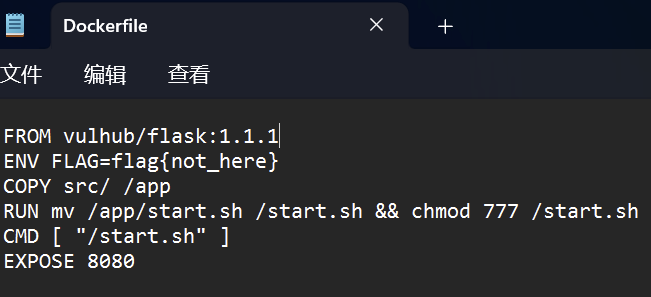 Dockerfile
文件 编辑 查看
FROM vulhub/flask:1.1.1
ENV FLAG=flag{not_here}
COPY src/ /app
RUN mv /app/start.sh /start.sh && chmod 777 /start.sh
CMD [ "/start.sh" ]
EXPOSE 8080